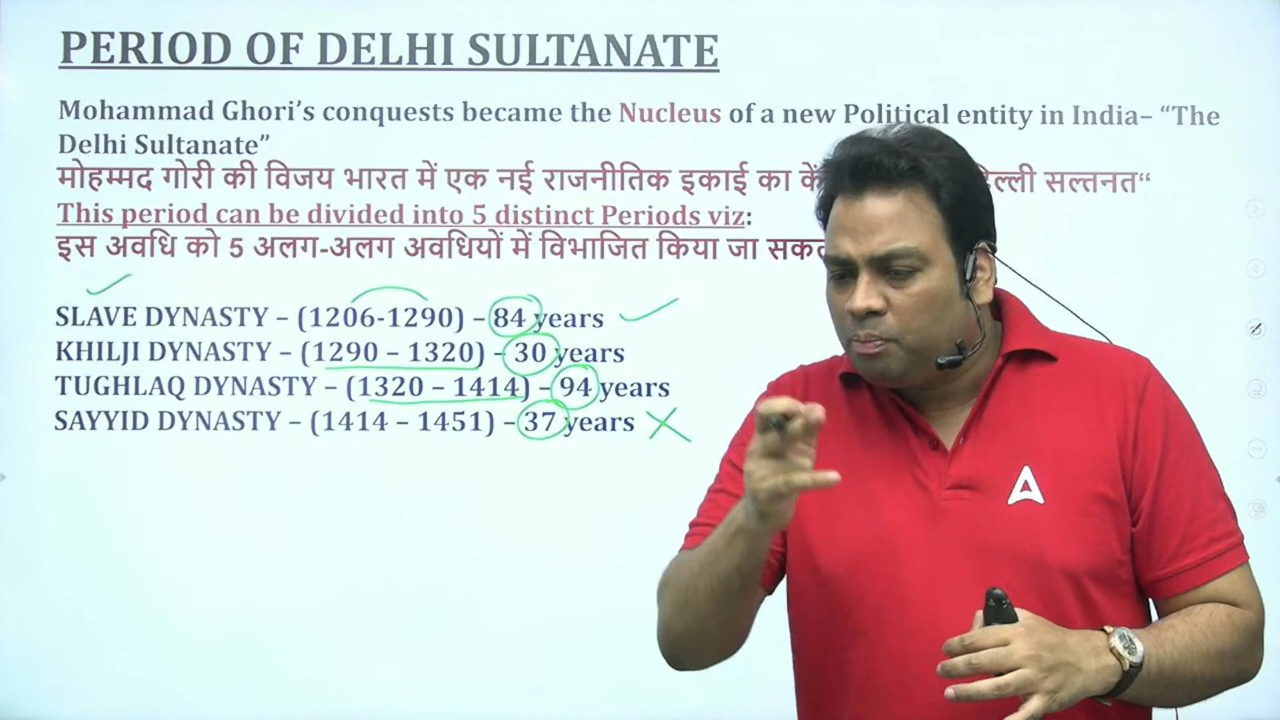 PERIOD OF DELHI SULTANATE
Mohammad Ghori’s conquests became the Nucleus of a new Political entity in India– “The
Delhi Sultanate”
मोहम्मद गोरी की विजय भारत में एक नई राजनीतिक इकाई का सल्तनत“
This period can be divided into 5 distinct Periods viz:
इस अवधि को 5 अलग-अलग अवधियों में विभाजित किया जा
SLAVE DYNASTY – (1206-1290) – 84 years
KHILJI DYNASTY – (1290 – 1320) – 30 years
TUGHLAQ DYNASTY – (1320 – 1414) – 94 years
SAYYID DYNASTY – (1414 – 1451) – 37 years